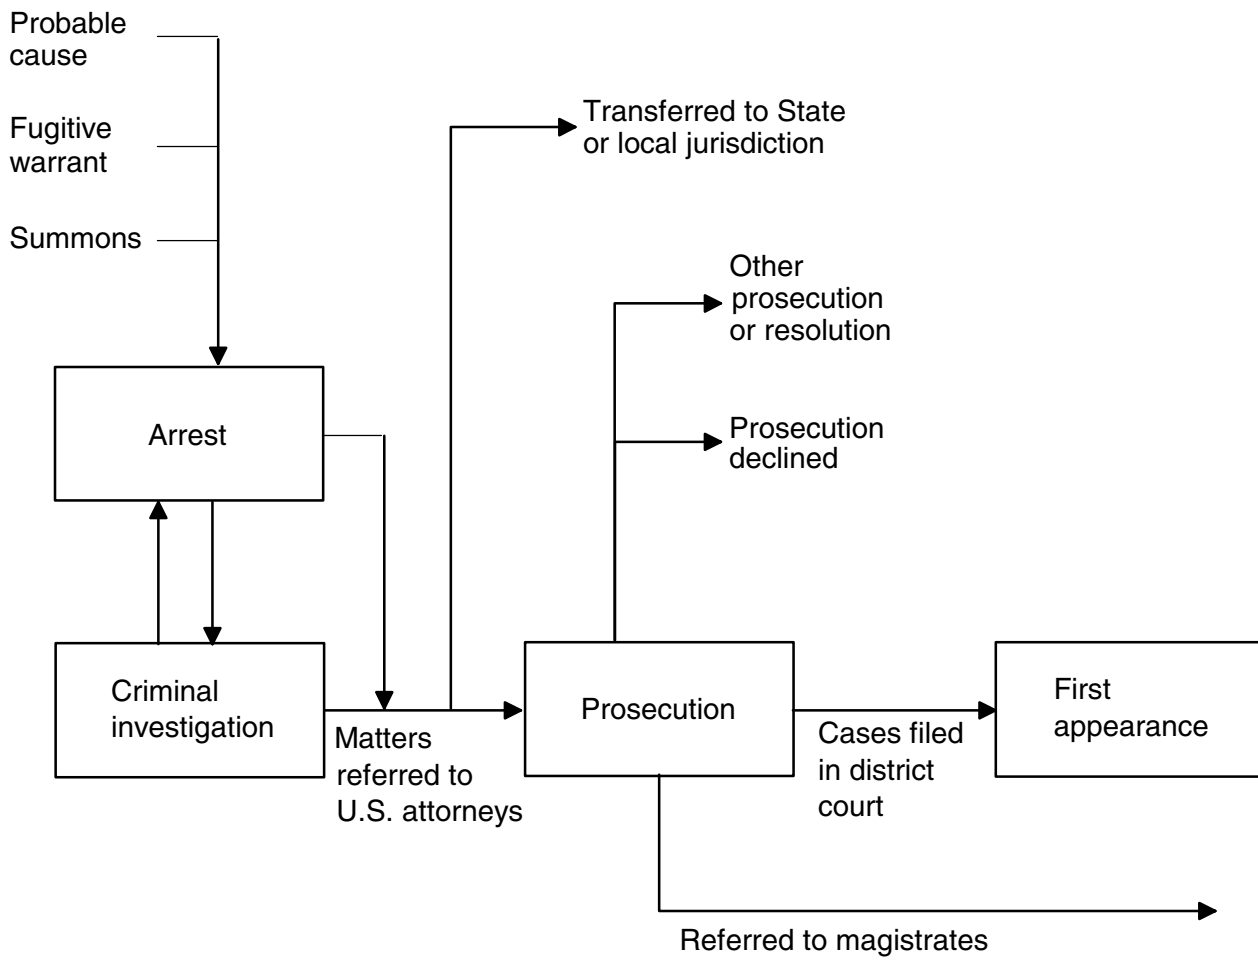 Probable
cause
Fugitive
warrant
Summons
Transferred to State
or local jurisdiction
Other
prosecution
or resolution
Prosecution
declined
Arrest
Criminal
investigation
Matters
referred to
U.S. attorneys
Prosecution
Cases filed
in district
court
First
appearance
Referred to magistrates